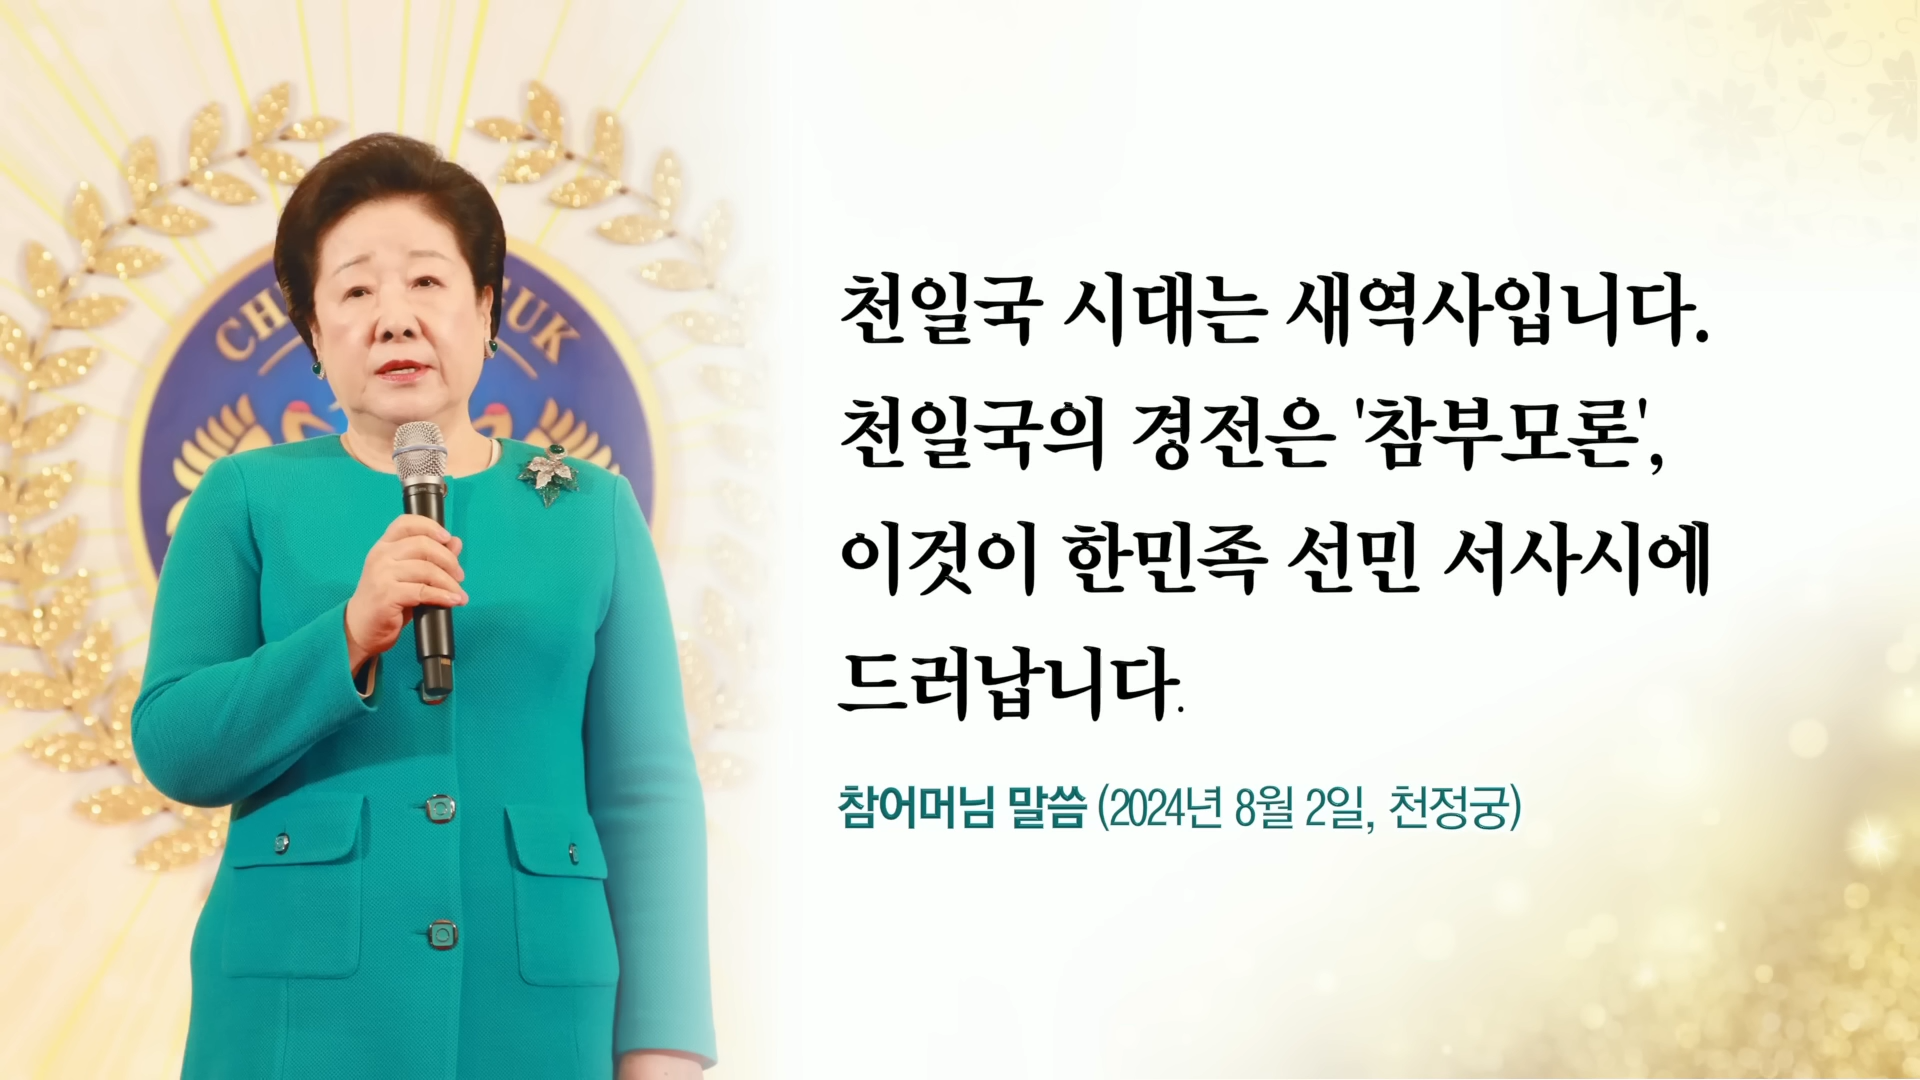 천일국 시대는 새역사입니다.
천일국의 경전은 '참부모론',
이것이 한민족 선민 서사시에
드러납니다.
참어머님 말씀 (2024년 8월 2일, 천정궁)